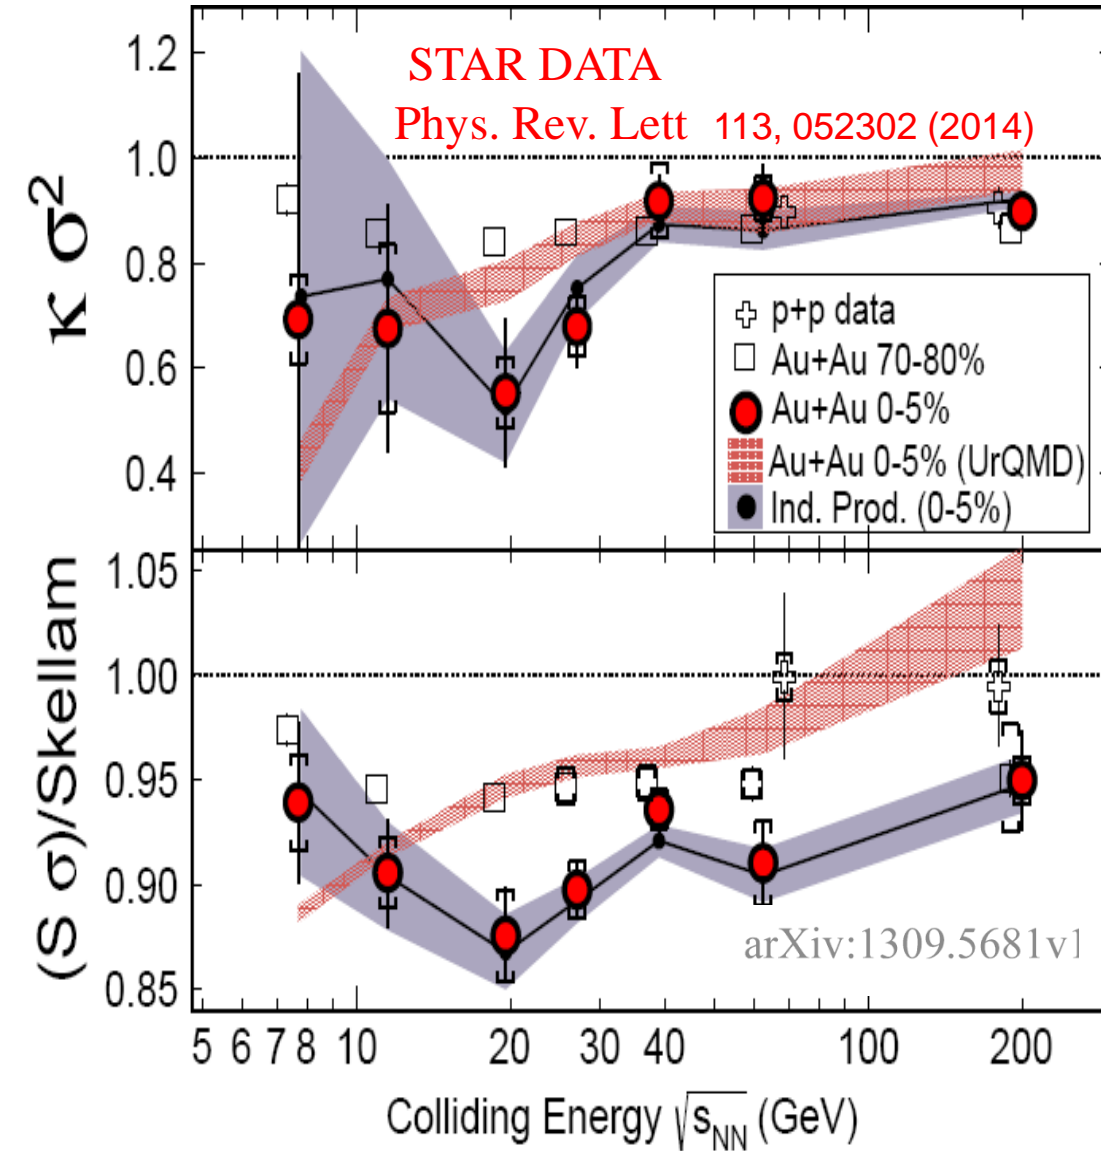 STAR DATA
Phys. Rev. Lett 113, 052302 (2014)
κ σ²
1.2
1.0
0.8
0.6
0.4
p+p data
Au+Au 70-80%
Au+Au 0-5%
Au+Au 0-5% (UrQMD)
Ind. Prod. (0-5%)
(S σ)/Skellam
1.05
1.00
0.95
0.90
0.85
arXiv:1309.5681v1
5 6 7 8 10 20 30 40 100 200
Colliding Energy √s_NN (GeV)